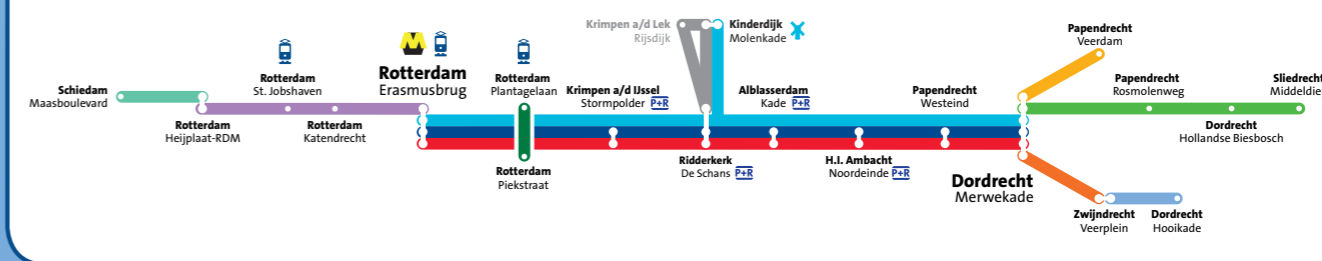 Schiedam
Maasboulevard
Rotterdam
Heijplaat-RDM
Rotterdam
St. Jobshaven
Rotterdam
Katendrecht
Rotterdam
Erasmusbrug
Rotterdam
Plantagelaan
Rotterdam
Piekstraat
Krimpen a/d IJssel
Stormpolder P+R
Krimpen a/d Lek
Rijsdijk
Kinderdijk
Molenkade
Ridderkerk
De Schans P+R
Alblasserdam
Kade P+R
H.I. Ambacht
Noordeinde P+R
Papendrecht
Westeind
Dordrecht
Merwekade
Papendrecht
Veerdam
Papendrecht
Rosmolenweg
Dordrecht
Hollandse Biesbosch
Sliedrecht
Middeldie
Zwijndrecht
Veerplein
Dordrecht
Hooikade